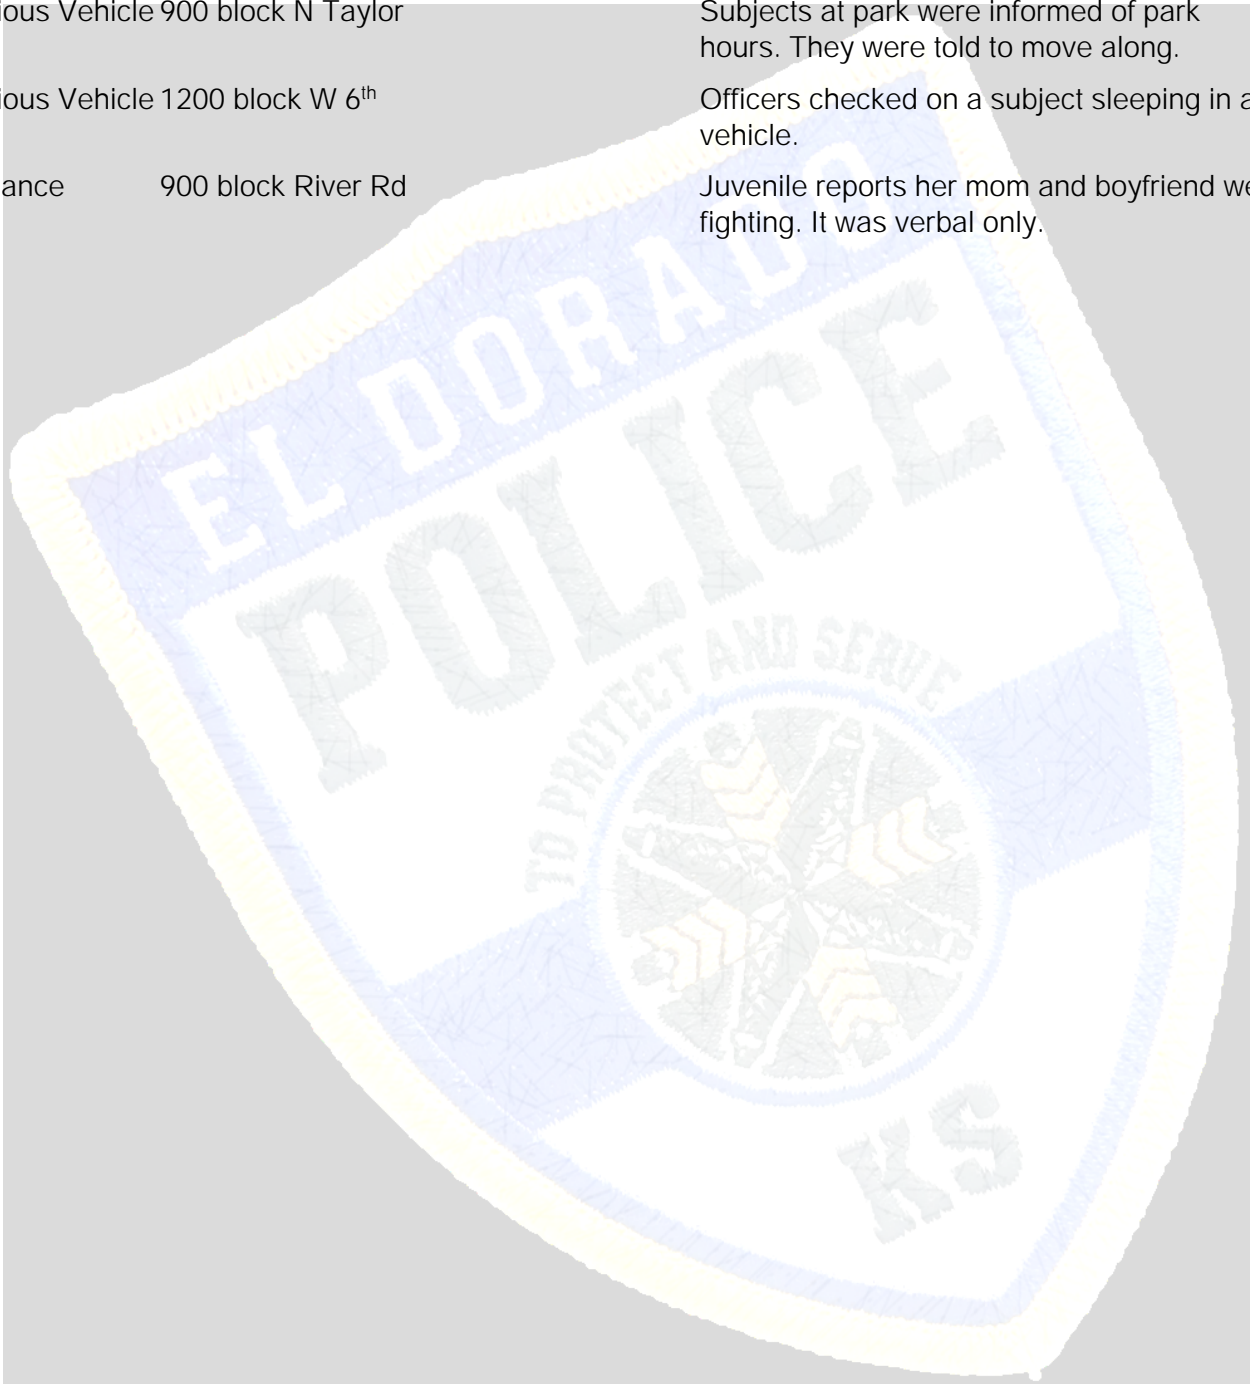 ious Vehicle 900 block N Taylor Subjects at park were informed of park
hours. They were told to move along.
ious Vehicle 1200 block W 6th Officers checked on a subject sleeping in a
vehicle.
ance 900 block River Rd Juvenile reports her mom and boyfriend we
fighting. It was verbal only.
EL DORADO
POLICE
TO PROTECT AND SERVE
KS